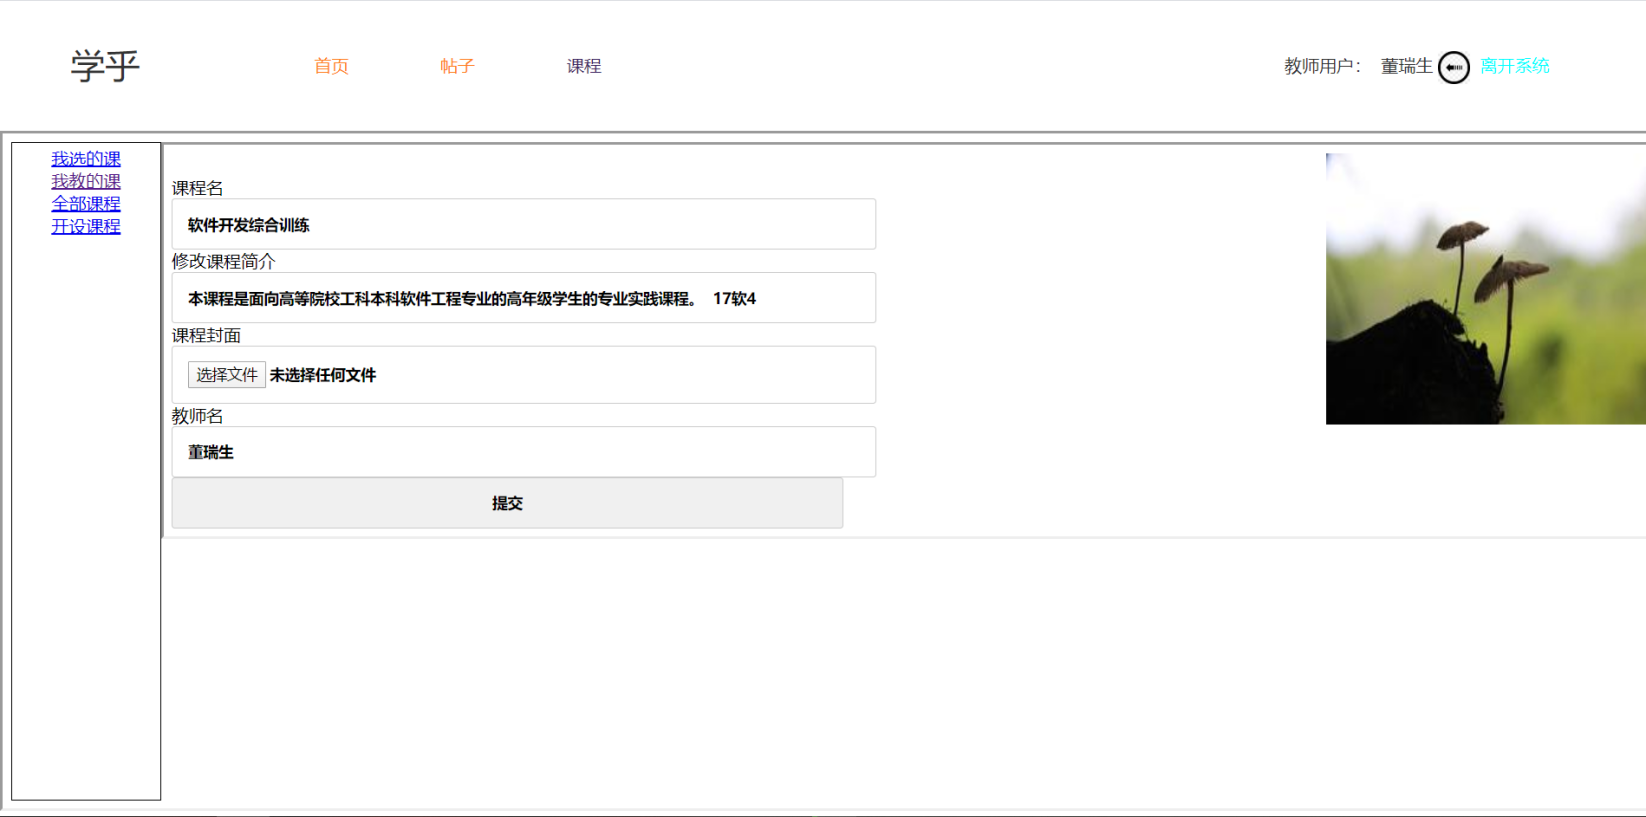 学乎 首页 帖子 课程 教师用户： 董瑞生 离开系统
我选的课
我教的课
全部课程
开设课程
课程名
软件开发综合训练
修改课程简介
本课程是面向高等院校工科本科软件工程专业的高年级学生的专业实践课程。 17软4
课程封面
选择文件 未选择任何文件
教师名
董瑞生
提交